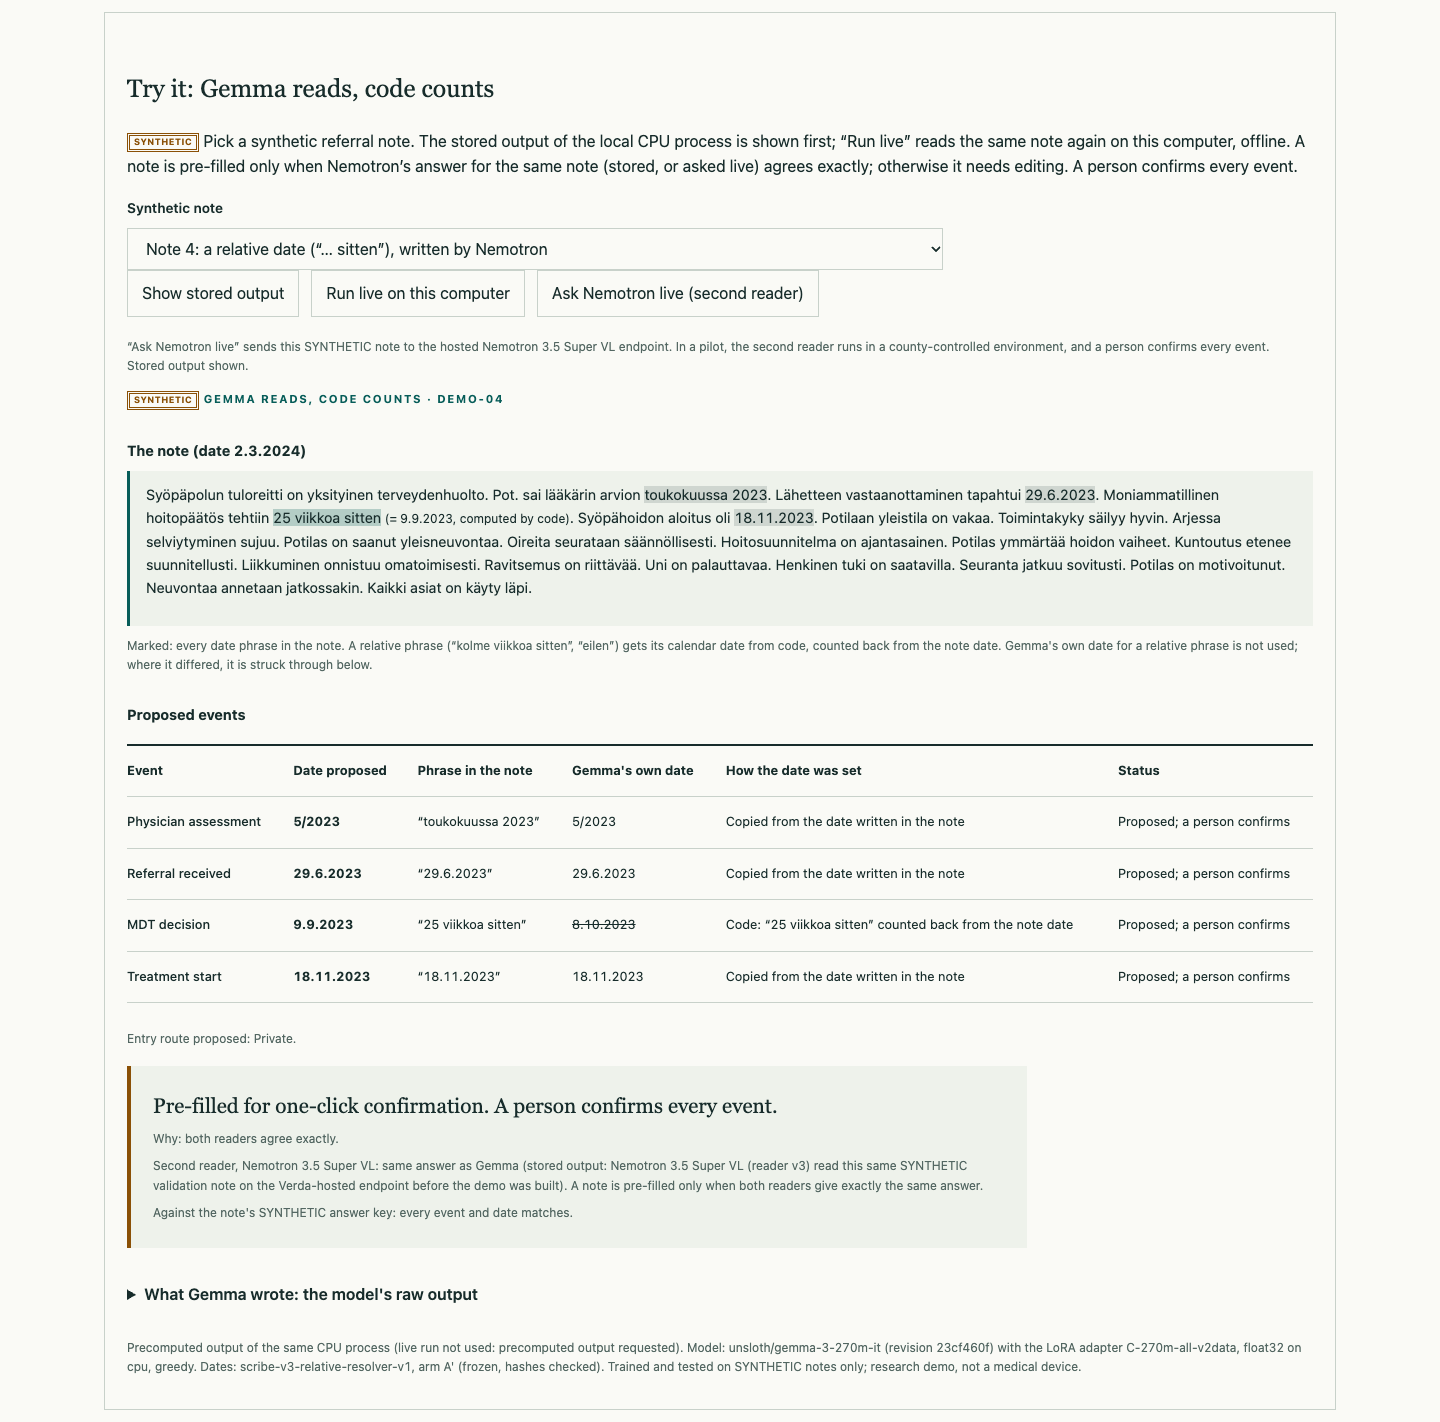 Try it: Gemma reads, code counts
SYNTHETIC Pick a synthetic referral note. The stored output of the local CPU process is shown first; “Run live” reads the same note again on this computer, offline. A
note is pre-filled only when Nemotron’s answer for the same note (stored, or asked live) agrees exactly; otherwise it needs editing. A person confirms every event.
Synthetic note
Note 4: a relative date (“… sitten”), written by Nemotron
Show stored output Run live on this computer Ask Nemotron live (second reader)
“Ask Nemotron live” sends this SYNTHETIC note to the hosted Nemotron 3.5 Super VL endpoint. In a pilot, the second reader runs in a county-controlled environment, and a person confirms every event.
Stored output shown.
SYNTHETIC GEMMA READS, CODE COUNTS · DEMO-04
The note (date 2.3.2024)
Syöpäpolun tuloreitti on yksityinen terveydenhuolto. Pot. sai lääkärin arvion toukokuussa 2023. Lähetteen vastaanottaminen tapahtui 29.6.2023. Moniammatillinen
hoitopäätös tehtiin 25 viikkoa sitten (= 9.9.2023, computed by code). Syöpähoidon aloitus oli 18.11.2023. Potilaan yleistila on vakaa. Toimintakyky säilyy hyvin. Arjessa
selviytyminen sujuu. Potilas on saanut yleisneuvontaa. Oireita seurataan säännöllisesti. Hoitosuunnitelma on ajantasainen. Potilas ymmärtää hoidon vaiheet. Kuntoutus etenee
suunnitellusti. Liikkuminen onnistuu omatoimisesti. Ravitsemus on riittävää. Uni on palauttavaa. Henkinen tuki on saatavilla. Seuranta jatkuu sovitusti. Potilas on motivoitunut.
Neuvontaa annetaan jatkossakin. Kaikki asiat on käyty läpi.
Marked: every date phrase in the note. A relative phrase (“kolme viikkoa sitten”, “eilen”) gets its calendar date from code, counted back from the note date. Gemma's own date for a relative phrase is not used;
where it differed, it is struck through below.
Proposed events
Event Date proposed Phrase in the note Gemma's own date How the date was set Status
Physician assessment 5/2023 “toukokuussa 2023” 5/2023 Copied from the date written in the note Proposed; a person confirms
Referral received 29.6.2023 “29.6.2023” 29.6.2023 Copied from the date written in the note Proposed; a person confirms
MDT decision 9.9.2023 “25 viikkoa sitten” 8.10.2023 Code: “25 viikkoa sitten” counted back from the note date Proposed; a person confirms
Treatment start 18.11.2023 “18.11.2023” 18.11.2023 Copied from the date written in the note Proposed; a person confirms
Entry route proposed: Private.
Pre-filled for one-click confirmation. A person confirms every event.
Why: both readers agree exactly.
Second reader, Nemotron 3.5 Super VL: same answer as Gemma (stored output: Nemotron 3.5 Super VL (reader v3) read this same SYNTHETIC
validation note on the Verda-hosted endpoint before the demo was built). A note is pre-filled only when both readers give exactly the same answer.
Against the note's SYNTHETIC answer key: every event and date matches.
What Gemma wrote: the model's raw output
Precomputed output of the same CPU process (live run not used: precomputed output requested). Model: unsloth/gemma-3-270m-it (revision 23cf460f) with the LoRA adapter C-270m-all-v2data, float32 on
cpu, greedy. Dates: scribe-v3-relative-resolver-v1, arm A' (frozen, hashes checked). Trained and tested on SYNTHETIC notes only; research demo, not a medical device.